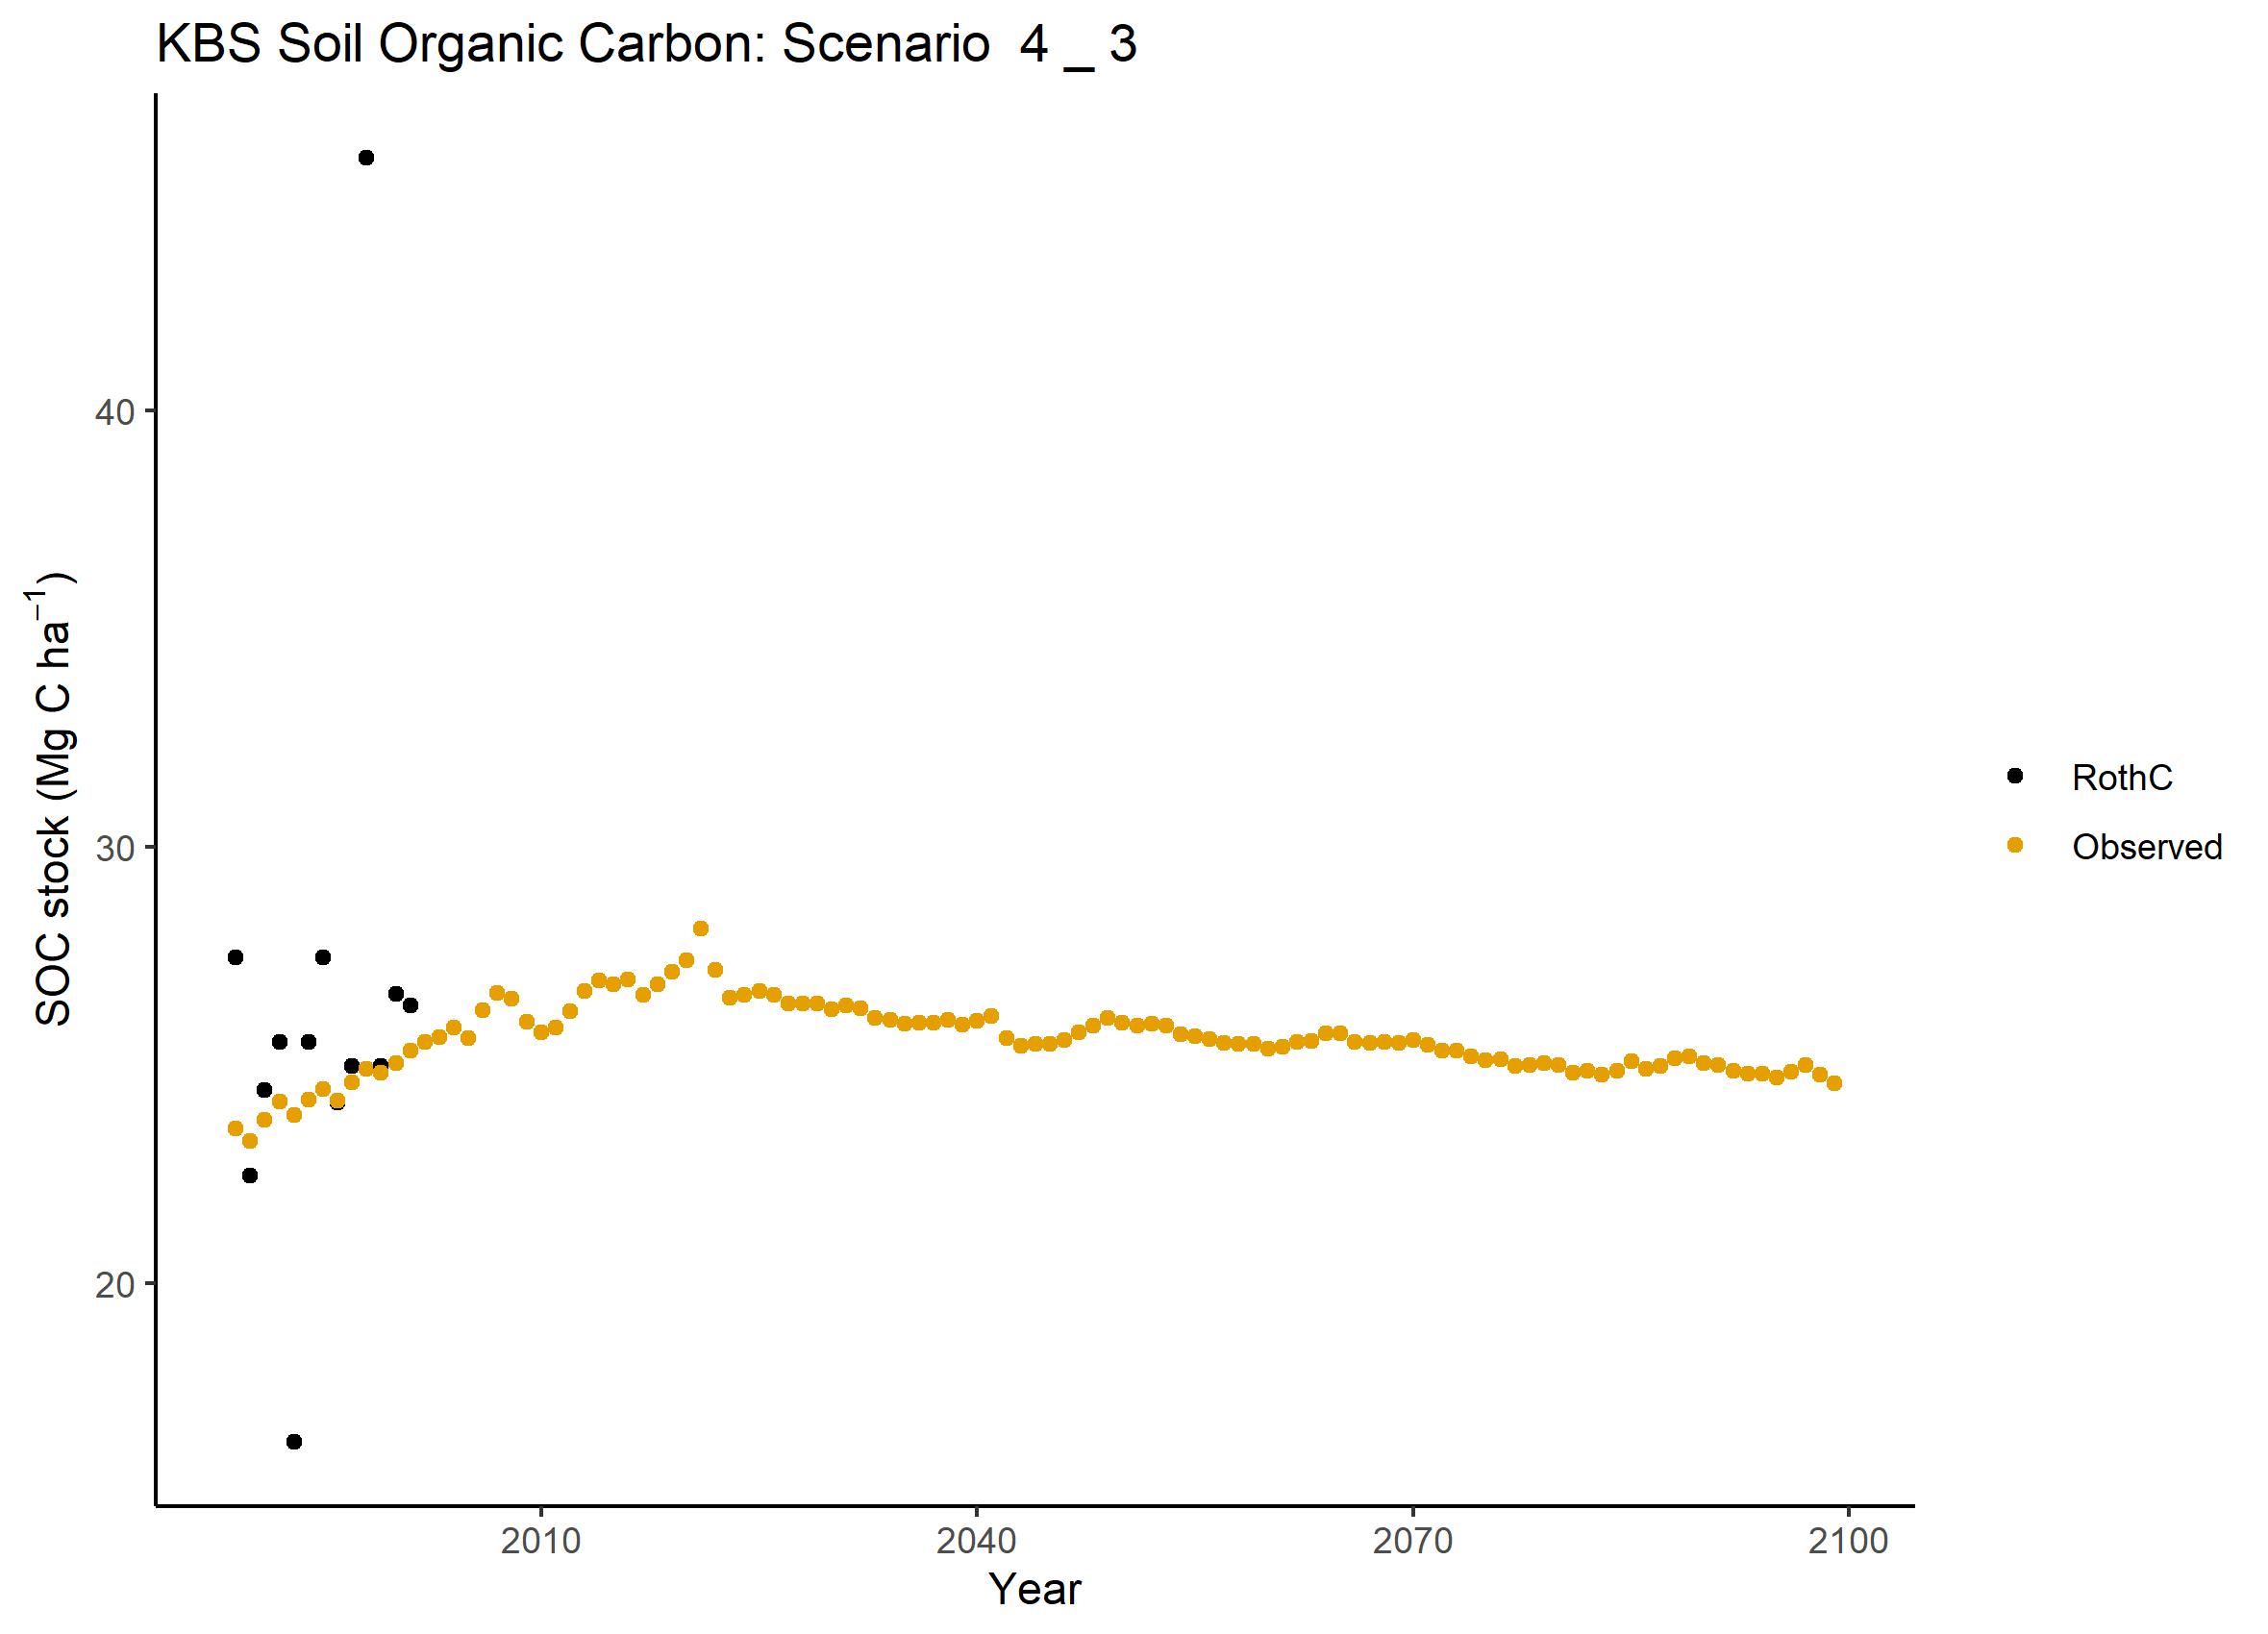 KBS Soil Organic Carbon: Scenario  4 _ 3
SOC stock (Mg C ha⁻¹)
40
30
20
RothC
Observed
2010 2040 2070 2100
Year